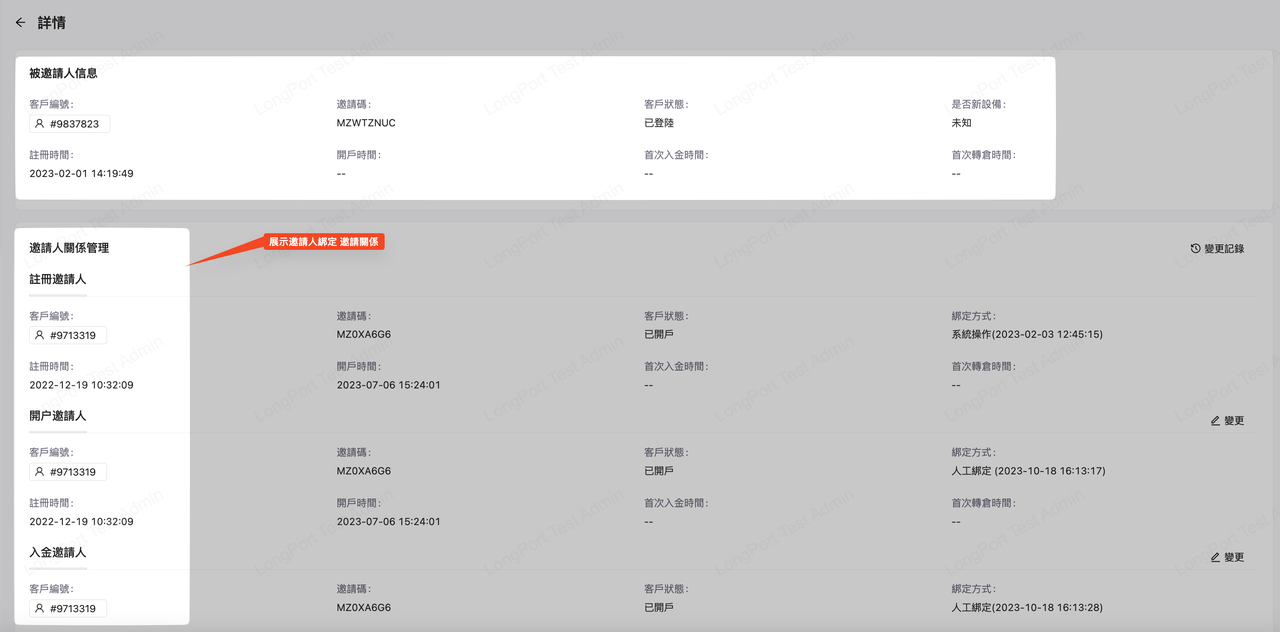 詳情
被邀請人信息
客戶編號: 邀請碼: 客戶狀態: 是否新設備:
#9837823 MZWTZNUC 已登陸 未知
註冊時間: 開戶時間: 首次入金時間: 首次轉倉時間:
2023-02-01 14:19:49 -- -- --
邀請人關係管理 展示邀請人綁定 邀請關係 變更記錄
註冊邀請人
客戶編號: 邀請碼: 客戶狀態: 綁定方式:
#9713319 MZ0XA6G6 已開戶 系統操作(2023-02-03 12:45:15)
註冊時間: 開戶時間: 首次入金時間: 首次轉倉時間:
2022-12-19 10:32:09 2023-07-06 15:24:01 -- --
開户邀請人 變更
客戶編號: 邀請碼: 客戶狀態: 綁定方式:
#9713319 MZ0XA6G6 已開戶 人工綁定 (2023-10-18 16:13:17)
註冊時間: 開戶時間: 首次入金時間: 首次轉倉時間:
2022-12-19 10:32:09 2023-07-06 15:24:01 -- --
入金邀請人 變更
客戶編號: 邀請碼: 客戶狀態: 綁定方式:
#9713319 MZ0XA6G6 已開戶 人工綁定(2023-10-18 16:13:28)
LongPort Test Admin